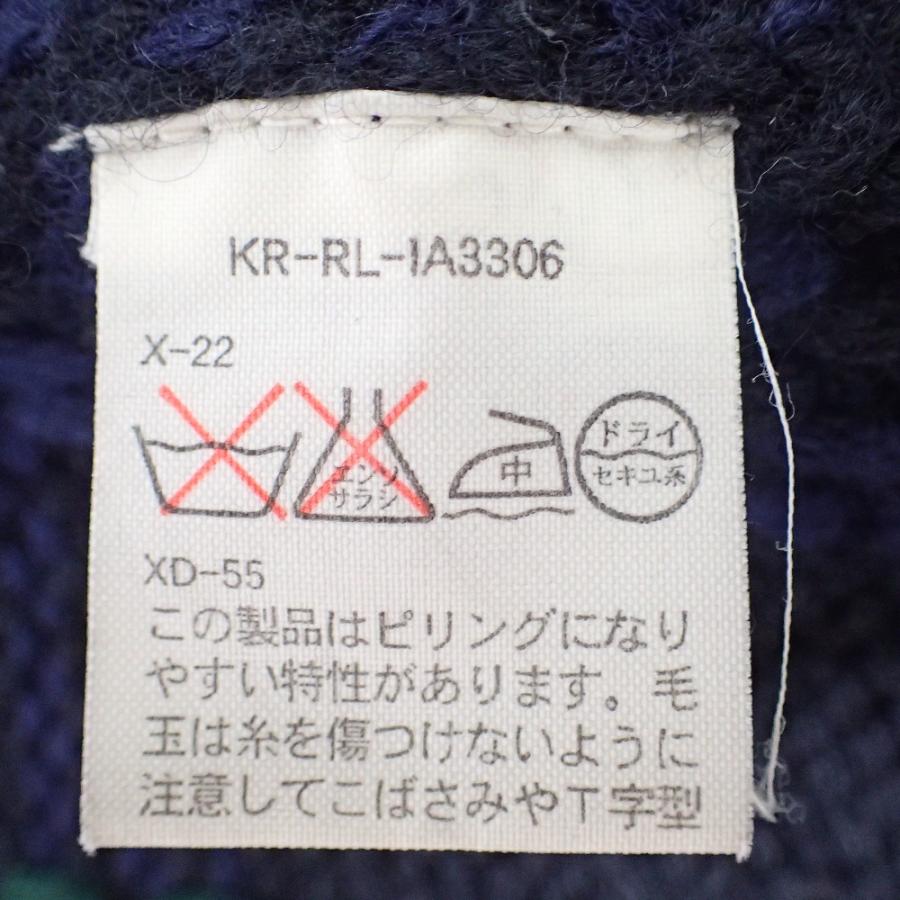 KR-RL-IA3306
X-22
エンソ
サラシ
中
ドライ
セキユ系
XD-55
この製品はピリングになり
やすい特性があります。毛
玉は糸を傷つけないように
注意してこばさみやT字型